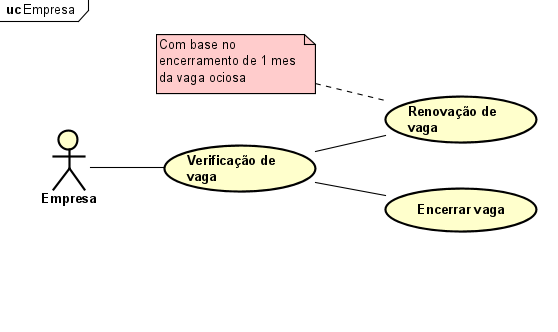 uc Empresa
Com base no
encerramento de 1 mes
da vaga ociosa
Renovação de
vaga
Verificação de
vaga
Empresa
Encerrar vaga